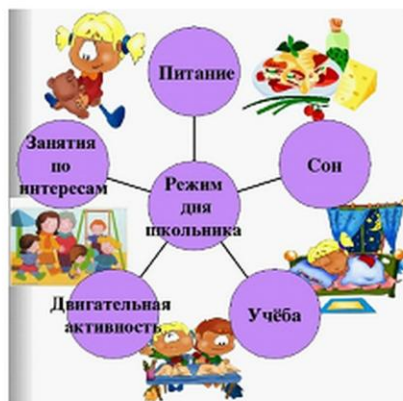 Питание
Занятия
по
интересам
Сон
Режим
дня
школьника
Двигательная
активность
Учёба